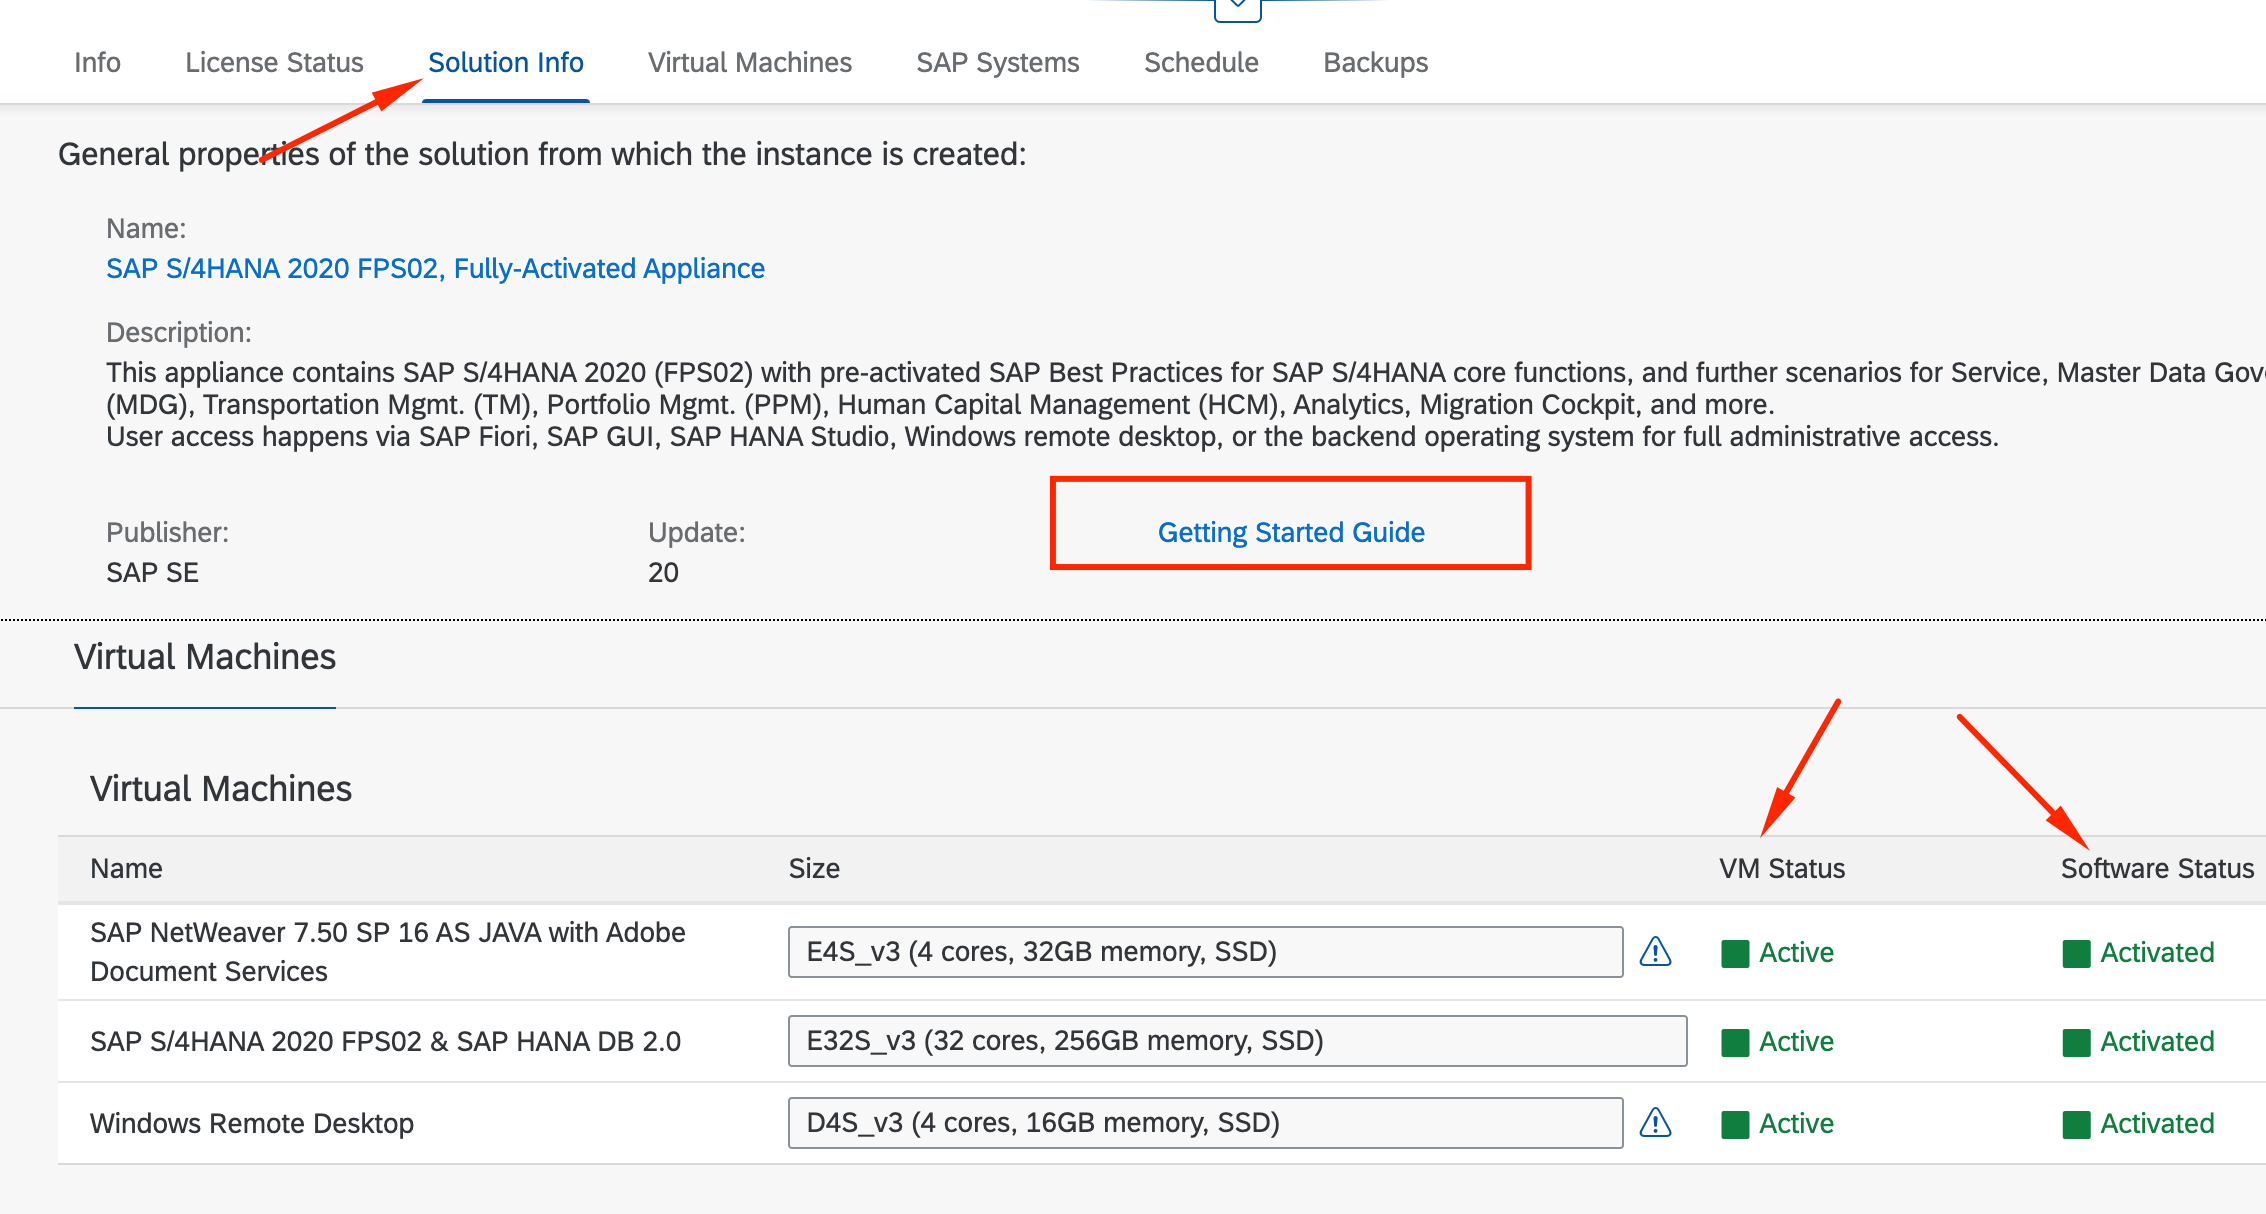 Info License Status Solution Info Virtual Machines SAP Systems Schedule Backups
General properties of the solution from which the instance is created:
Name:
SAP S/4HANA 2020 FPS02, Fully-Activated Appliance
Description:
This appliance contains SAP S/4HANA 2020 (FPS02) with pre-activated SAP Best Practices for SAP S/4HANA core functions, and further scenarios for Service, Master Data
(MDG), Transportation Mgmt. (TM), Portfolio Mgmt. (PPM), Human Capital Management (HCM), Analytics, Migration Cockpit, and more.
User access happens via SAP Fiori, SAP GUI, SAP HANA Studio, Windows remote desktop, or the backend operating system for full administrative access.
Publisher: Update: Getting Started Guide
SAP SE 20
Virtual Machines
Virtual Machines
Name Size VM Status Software Status
SAP NetWeaver 7.50 SP 16 AS JAVA with Adobe
Document Services
E4S_v3 (4 cores, 32GB memory, SSD) Active Activated
SAP S/4HANA 2020 FPS02 & SAP HANA DB 2.0 E32S_v3 (32 cores, 256GB memory, SSD) Active Activated
Windows Remote Desktop D4S_v3 (4 cores, 16GB memory, SSD) Active Activated